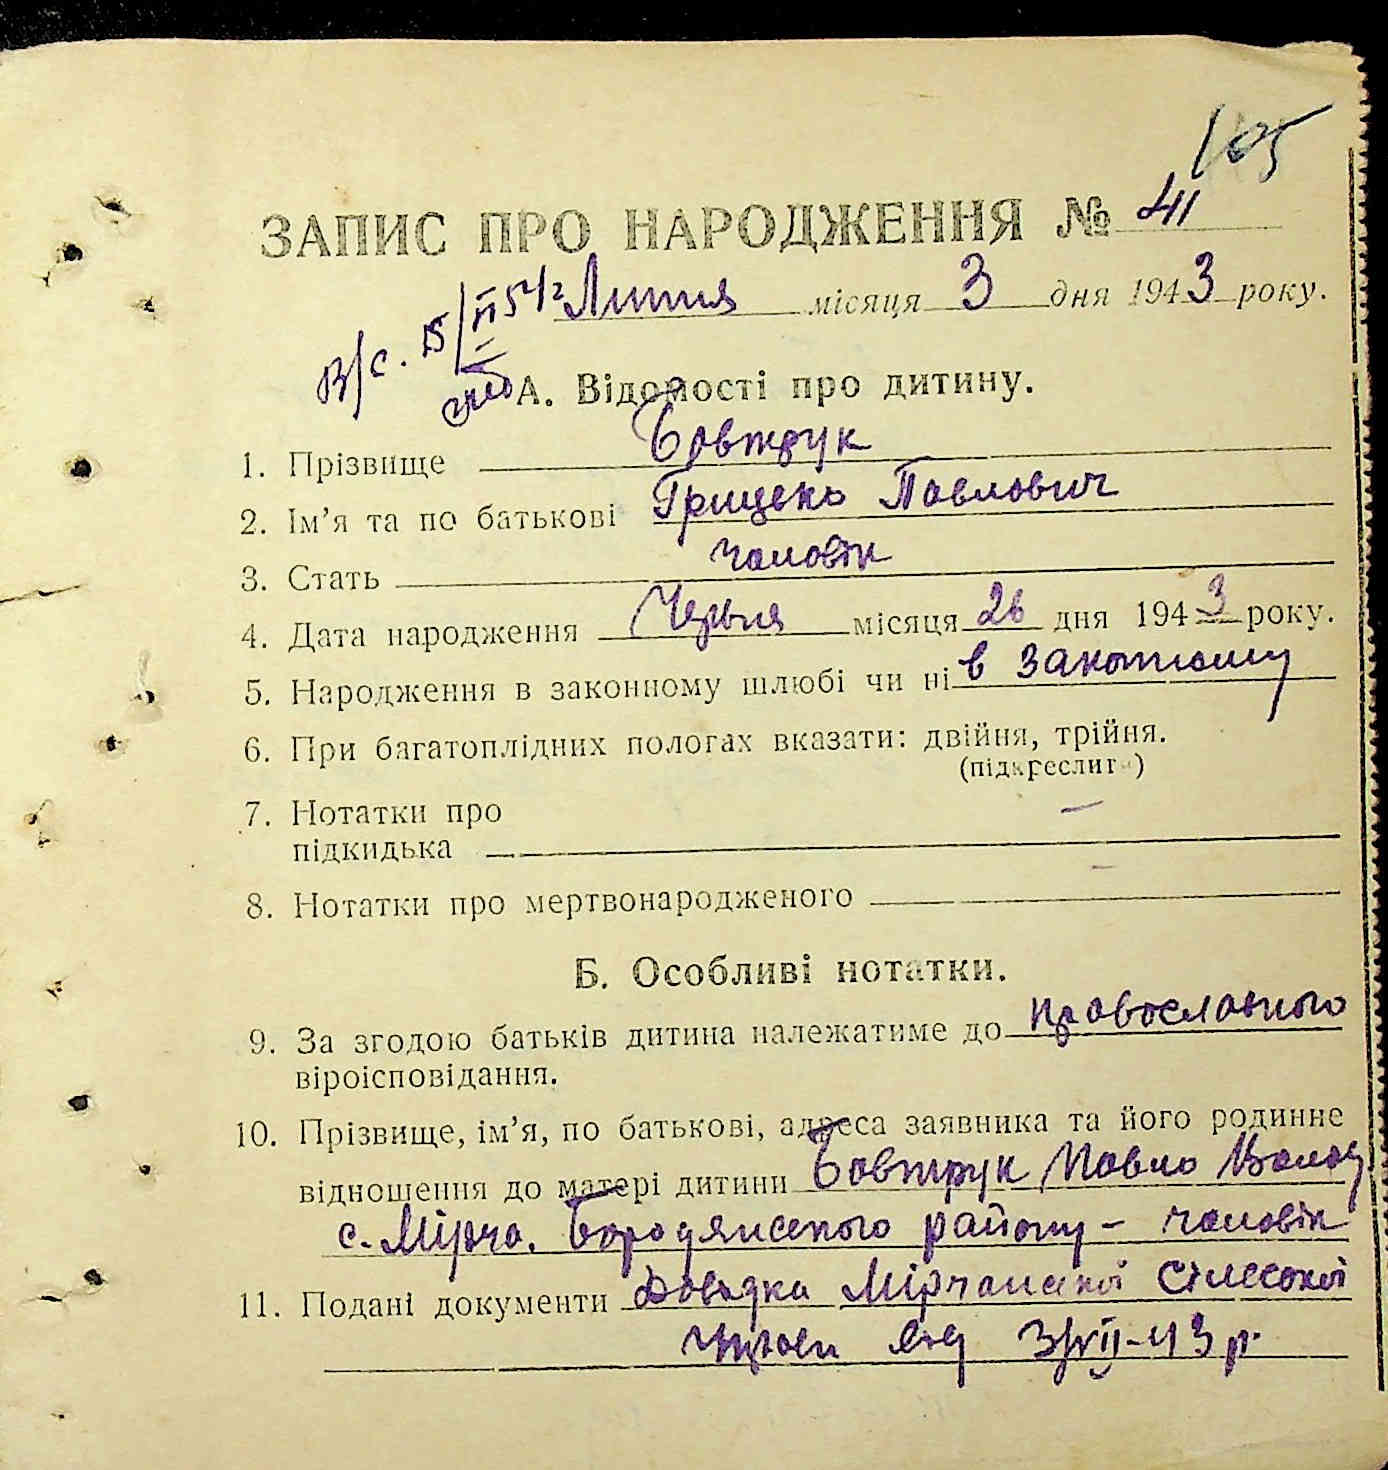 105
ЗАПИС ПРО НАРОДЖЕННЯ № 41
Липня місяця 3 дня 1943 року.
В/с. 15/VI 54
А. Відомості про дитину.
1. Прізвище Бовтрук
2. Ім'я та по батькові Грицько Павлович
3. Стать чоловік
4. Дата народження Червня місяця 26 дня 1943 року.
5. Народження в законному шлюбі чи ні в законному
6. При багатоплідних пологах вказати: двійня, трійня.
(підкреслити)
7. Нотатки про
підкидька —
8. Нотатки про мертвонародженого —
Б. Особливі нотатки.
9. За згодою батьків дитина належатиме до православного
віроісповідання.
10. Прізвище, ім'я, по батькові, адреса заявника та його родинне
відношення до матері дитини Бовтрук Павло Волод
с. Мірча. Бородянського району - чоловік
11. Подані документи Довідка Мірчанської сільської
управи від 3/VII-43 р.